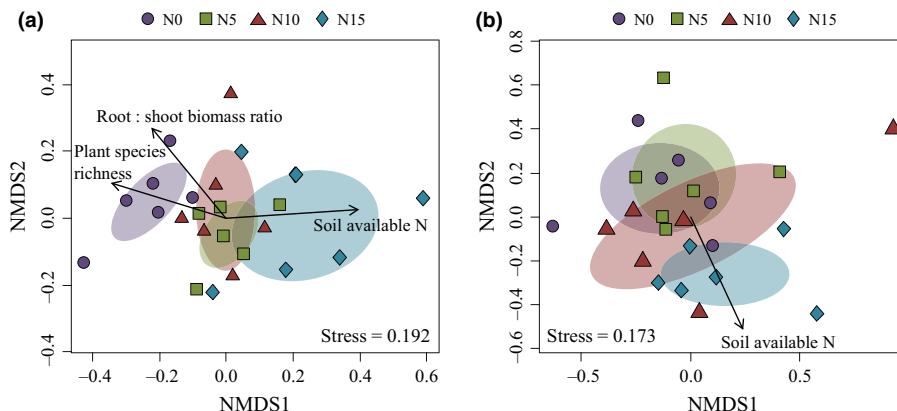 (a)
N0 N5 N10 N15
NMDS2
0.4
0.2
0.0
−0.2
−0.4
Root : shoot biomass ratio
Plant species
richness
Soil available N
Stress = 0.192
−0.4 −0.2 0.0 0.2 0.4 0.6
NMDS1
(b)
N0 N5 N10 N15
NMDS2
0.8
0.6
0.4
0.2
0.0
−0.2
−0.4
−0.6
Stress = 0.173
Soil available N
−0.5 0.0 0.5
NMDS1